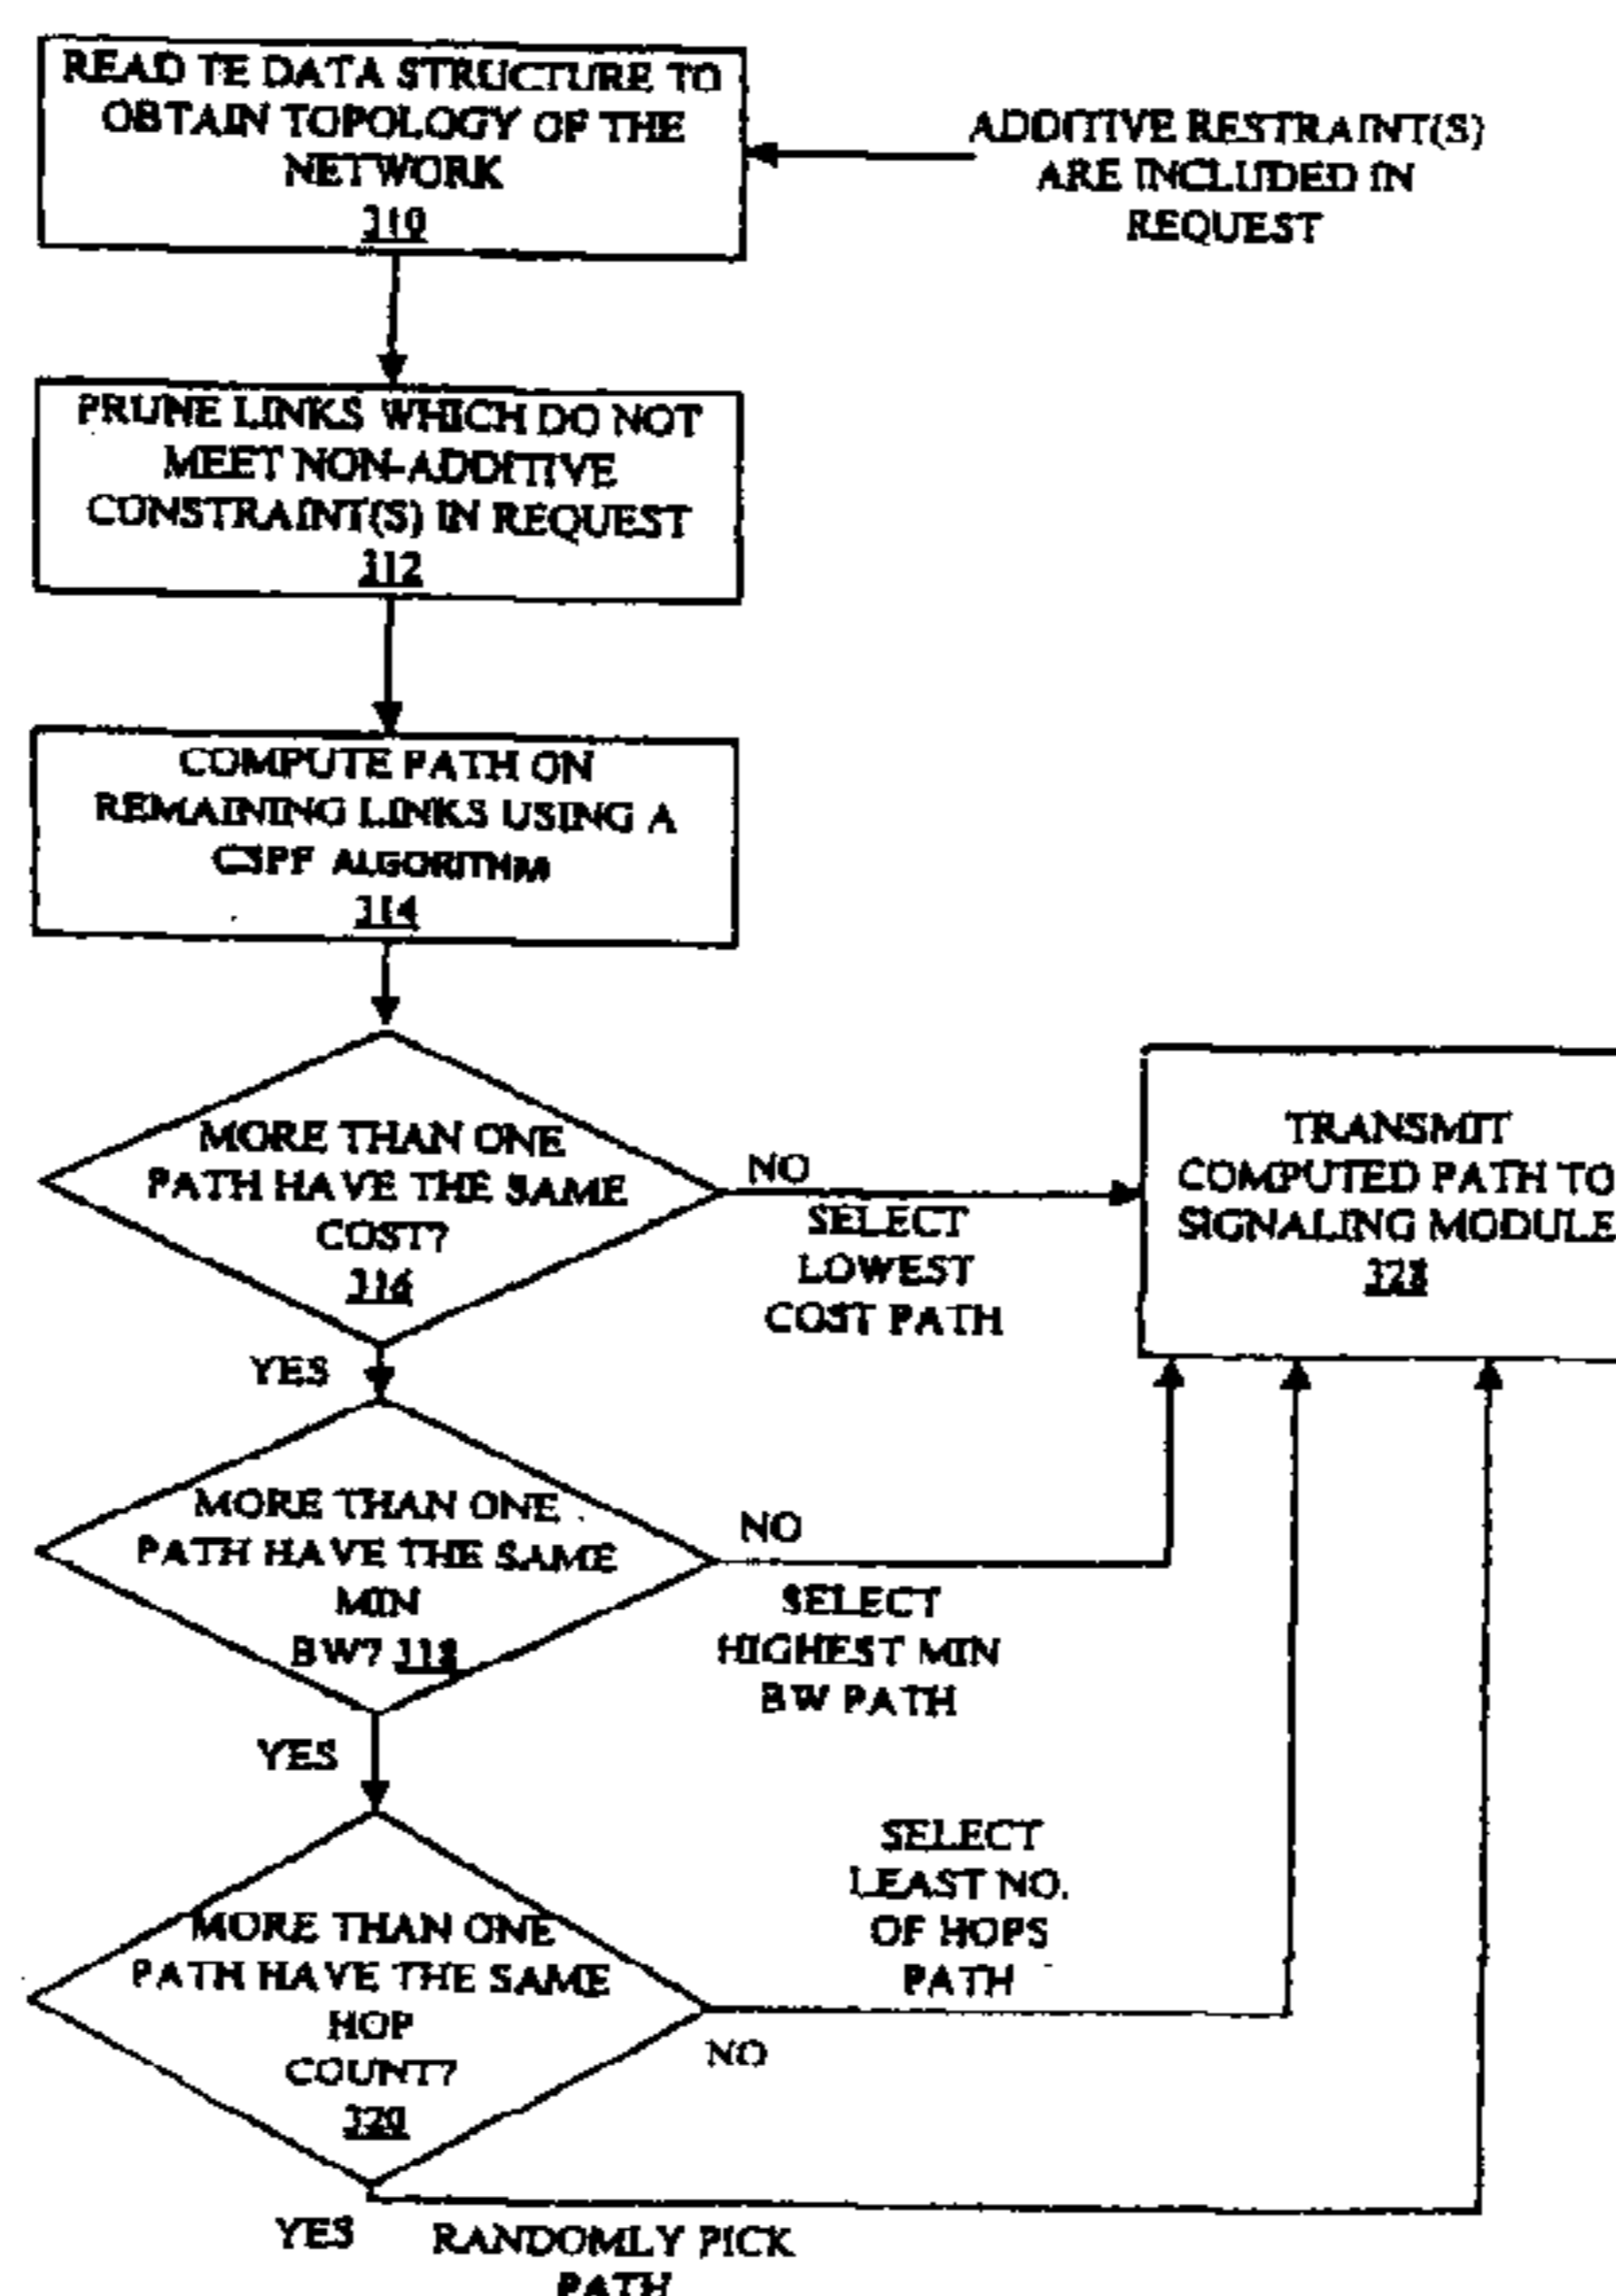 READ TE DATA STRUCTURE TO
OBTAIN TOPOLOGY OF THE
NETWORK
310
ADDITIVE RESTRAINT(S)
ARE INCLUDED IN
REQUEST
PRUNE LINKS WHICH DO NOT
MEET NON-ADDITIVE
CONSTRAINT(S) IN REQUEST
312
COMPUTE PATH ON
REMAINING LINKS USING A
CSPF ALGORITHM
314
MORE THAN ONE
PATH HAVE THE SAME
COST?
316
NO
SELECT
LOWEST
COST PATH
TRANSMIT
COMPUTED PATH TO
SIGNALING MODULE
328
YES
MORE THAN ONE
PATH HAVE THE SAME
MIN
BW? 318
NO
SELECT
HIGHEST MIN
BW PATH
YES
MORE THAN ONE
PATH HAVE THE SAME
HOP
COUNT?
320
SELECT
LEAST NO.
OF HOPS
PATH
NO
YES
RANDOMLY PICK
PATH